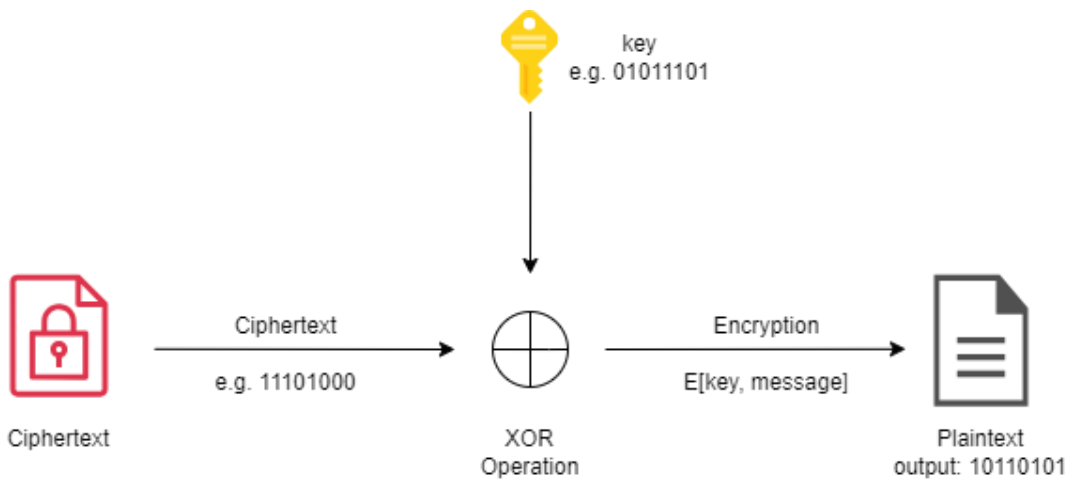 key
e.g. 01011101
Ciphertext
e.g. 11101000
Encryption
E[key, message]
Ciphertext
XOR
Operation
Plaintext
output: 10110101